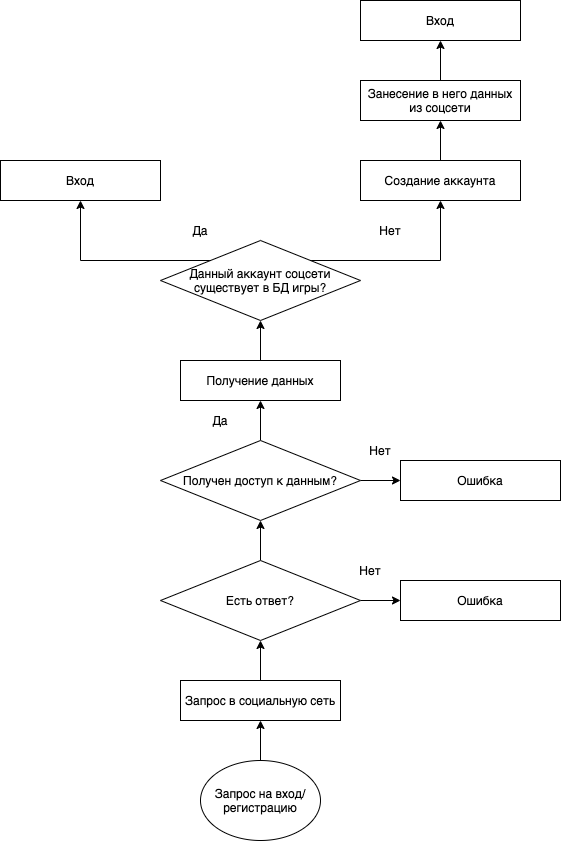 Вход
Занесение в него данных
из соцсети
Вход
Создание аккаунта
Да
Нет
Данный аккаунт соцсети
существует в БД игры?
Получение данных
Да
Нет
Получен доступ к данным?
Ошибка
Нет
Есть ответ?
Ошибка
Запрос в социальную сеть
Запрос на вход/
регистрацию